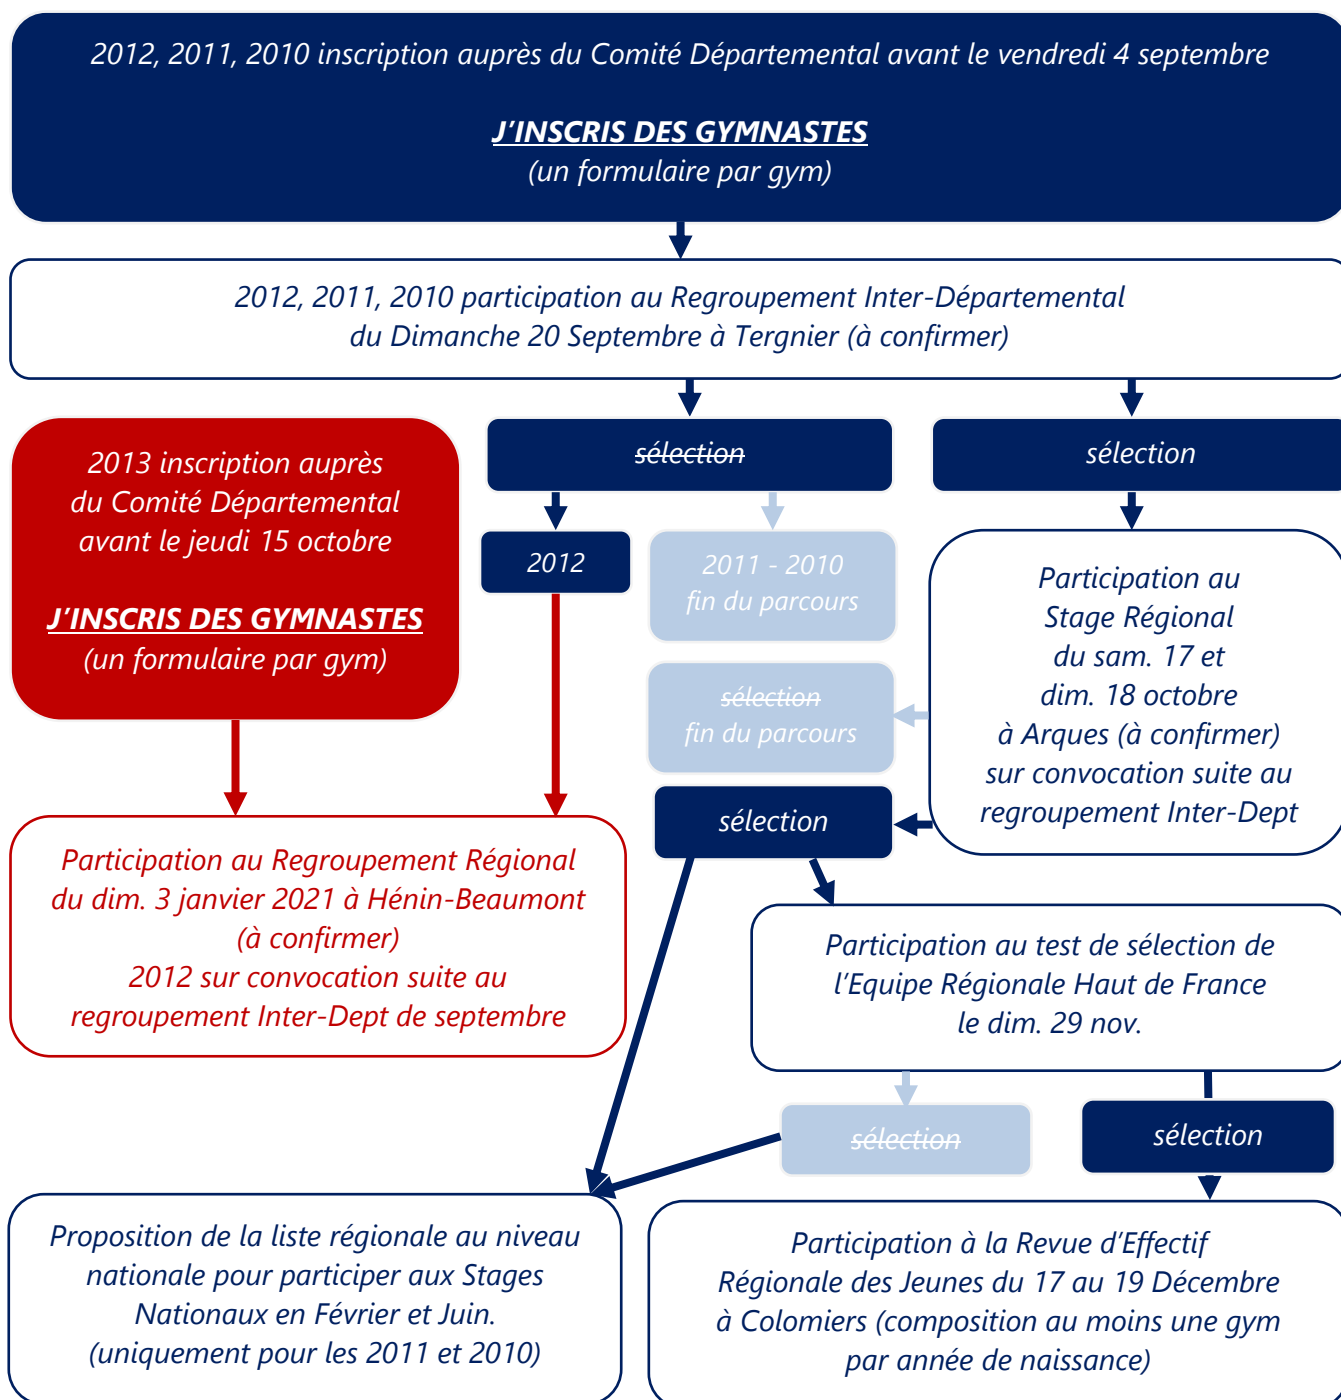 2012, 2011, 2010 inscription auprès du Comité Départemental avant le vendredi 4 septembre
J'INSCRIS DES GYMNASTES
(un formulaire par gym)
2012, 2011, 2010 participation au Regroupement Inter-Départemental
du Dimanche 20 Septembre à Tergnier (à confirmer)
2013 inscription auprès
du Comité Départemental
avant le jeudi 15 octobre
J'INSCRIS DES GYMNASTES
(un formulaire par gym)
sélection
sélection
2012
2011 - 2010
fin du parcours
sélection
fin du parcours
Participation au
Stage Régional
du sam. 17 et
dim. 18 octobre
à Arques (à confirmer)
sur convocation suite au
regroupement Inter-Dept
sélection
Participation au Regroupement Régional
du dim. 3 janvier 2021 à Hénin-Beaumont
(à confirmer)
2012 sur convocation suite au
regroupement Inter-Dept de septembre
Participation au test de sélection de
l'Equipe Régionale Haut de France
le dim. 29 nov.
sélection
sélection
Proposition de la liste régionale au niveau
nationale pour participer aux Stages
Nationaux en Février et Juin.
(uniquement pour les 2011 et 2010)
Participation à la Revue d'Effectif
Régionale des Jeunes du 17 au 19 Décembre
à Colomiers (composition au moins une gym
par année de naissance)